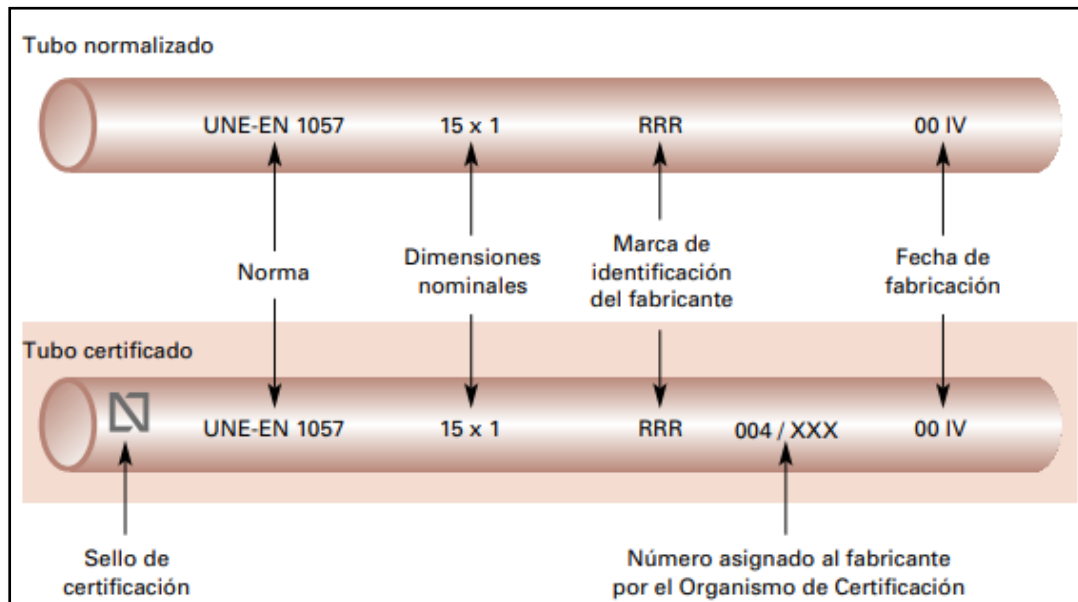 Tubo normalizado
UNE-EN 1057 15 x 1 RRR 00 IV
Norma
Dimensiones
nominales
Marca de
identificación
del fabricante
Fecha de
fabricación
Tubo certificado
UNE-EN 1057 15 x 1 RRR 004 / XXX 00 IV
Sello de
certificación
Número asignado al fabricante
por el Organismo de Certificación